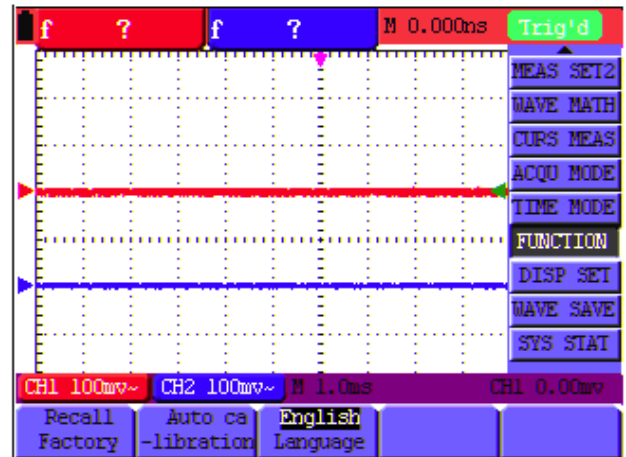 f ? f ? M 0.000ns Trig'd
MEAS SET2
WAVE MATH
CURS MEAS
ACQU MODE
TIME MODE
FUNCTION
DISP SET
WAVE SAVE
SYS STAT
CH1 100mv~ CH2 100mv~ M 1.0ms CH1 0.00mv
Recall Auto ca English
Factory -libration Language